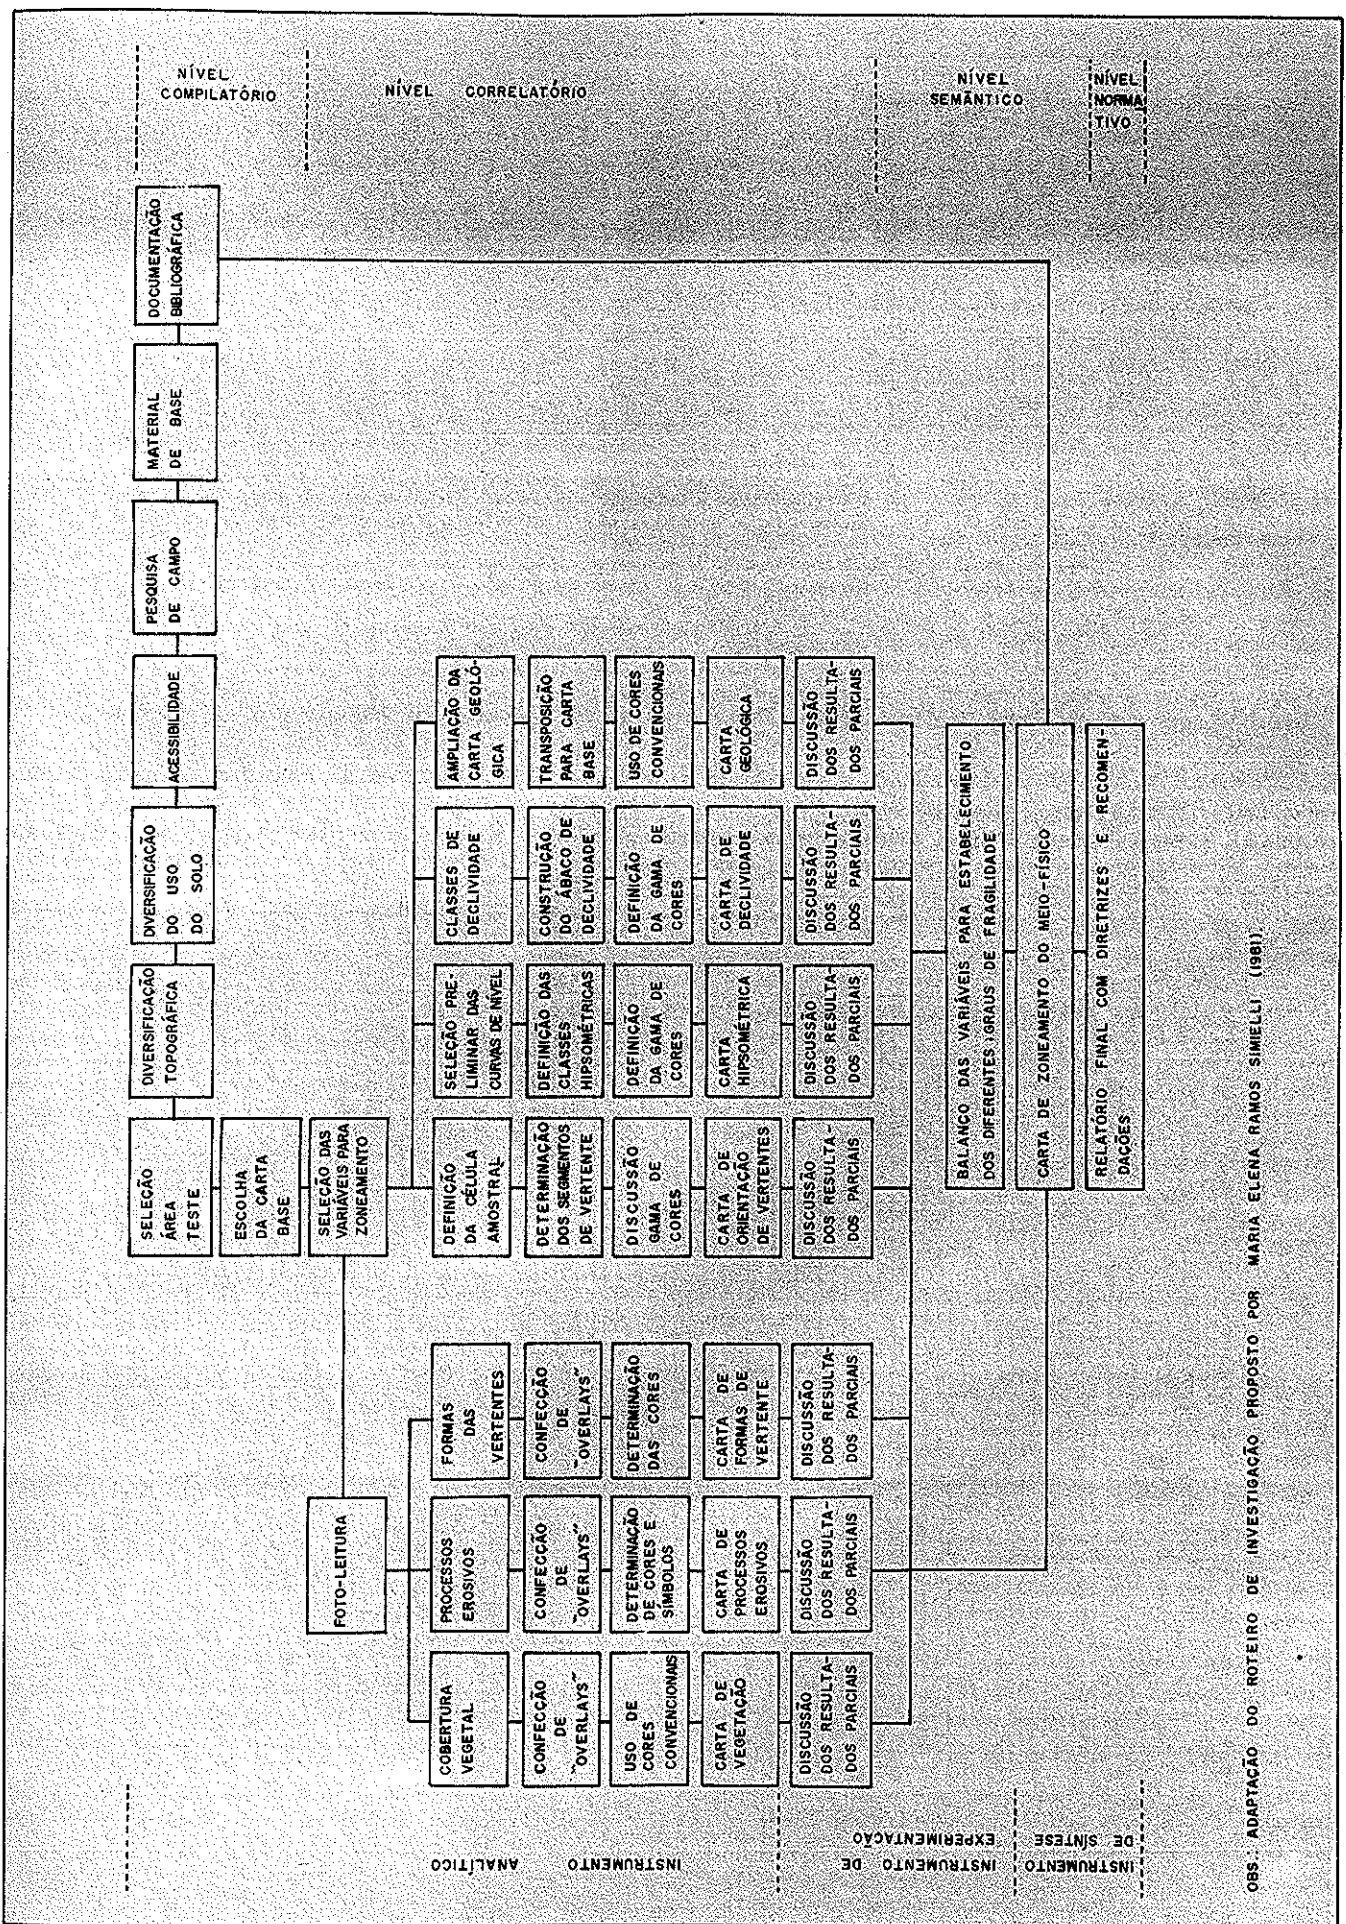 NÍVEL
COMPILATÓRIO
NÍVEL CORRELATÓRIO
NÍVEL
SEMÂNTICO
NÍVEL
NORMA
TIVO
SELEÇÃO
ÁREA
TESTE
DIVERSIFICAÇÃO
TOPOGRÁFICA
DIVERSIFICAÇÃO
DO USO
DO SOLO
ACESSIBILIDADE
PESQUISA
DE CAMPO
MATERIAL
DE BASE
DOCUMENTAÇÃO
BIBLIOGRÁFICA
ESCOLHA
DA CARTA
BASE
FOTO-LEITURA
SELEÇÃO DAS
VARIÁVEIS PARA
ZONEAMENTO
COBERTURA
VEGETAL
PROCESSOS
EROSIVOS
FORMAS
DAS
VERTENTES
DEFINIÇÃO
DA CÉLULA
AMOSTRAL
SELEÇÃO PRE-
LIMINAR DAS
CURVAS DE NÍVEL
CLASSES DE
DECLIVIDADE
AMPLIAÇÃO DA
CARTA GEOLÓ-
GICA
CONFECÇÃO
DE
"OVERLAYS"
CONFECÇÃO
DE
"OVERLAYS"
CONFECÇÃO
DE
"OVERLAYS"
DETERMINAÇÃO
DOS SEGMENTOS
DE VERTENTE
DEFINIÇÃO DAS
CLASSES
HIPSOMÉTRICAS
CONSTRUÇÃO
DO ÁBACO DE
DECLIVIDADE
TRANSPOSIÇÃO
PARA CARTA
BASE
USO DE
CORES
CONVENCIONAIS
DETERMINAÇÃO
DE CORES E
SÍMBOLOS
DETERMINAÇÃO
DAS CORES
DISCUSSÃO
GAMA DE
CORES
DEFINIÇÃO
DA GAMA DE
CORES
DEFINIÇÃO
DA GAMA DE
CORES
USO DE CORES
CONVENCIONAIS
CARTA DE
VEGETAÇÃO
CARTA DE
PROCESSOS
EROSIVOS
CARTA DE
FORMAS DE
VERTENTE
CARTA DE
ORIENTAÇÃO
DE VERTENTES
CARTA
HIPSOMÉTRICA
CARTA DE
DECLIVIDADE
CARTA
GEOLÓGICA
DISCUSSÃO
DOS RESULTA-
DOS PARCIAIS
DISCUSSÃO
DOS RESULTA-
DOS PARCIAIS
DISCUSSÃO
DOS RESULTA-
DOS PARCIAIS
DISCUSSÃO
DOS RESULTA-
DOS PARCIAIS
DISCUSSÃO
DOS RESULTA-
DOS PARCIAIS
DISCUSSÃO
DOS RESULTA-
DOS PARCIAIS
DISCUSSÃO
DOS RESULTA-
DOS PARCIAIS
BALANÇO DAS VARIÁVEIS PARA ESTABELECIMENTO
DOS DIFERENTES GRAUS DE FRAGILIDADE
CARTA DE ZONEAMENTO DO MEIO-FÍSICO
RELATÓRIO FINAL COM DIRETRIZES E RECOMEN-
DAÇÕES
INSTRUMENTO ANALÍTICO
INSTRUMENTO DE
EXPERIMENTAÇÃO
INSTRUMENTO
DE SÍNTESE
OBS.: ADAPTAÇÃO DO ROTEIRO DE INVESTIGAÇÃO PROPOSTO POR MARIA ELENA RAMOS SIMIELLI (1981)